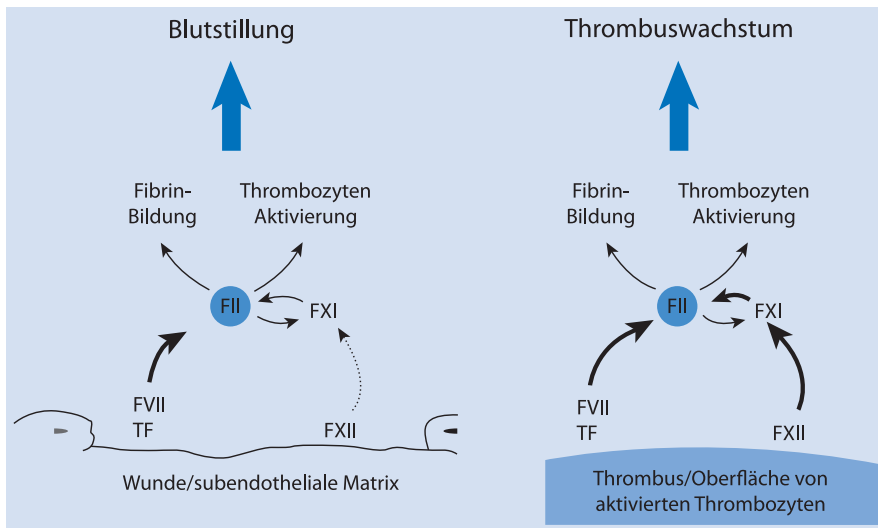 Blutstillung
Fibrin-
Bildung
Thrombozyten
Aktivierung
FII
FXI
FVII
TF
FXII
Wunde/subendotheliale Matrix
Thrombuswachstum
Fibrin-
Bildung
Thrombozyten
Aktivierung
FII
FXI
FVII
TF
FXII
Thrombus/Oberfläche von
aktivierten Thrombozyten